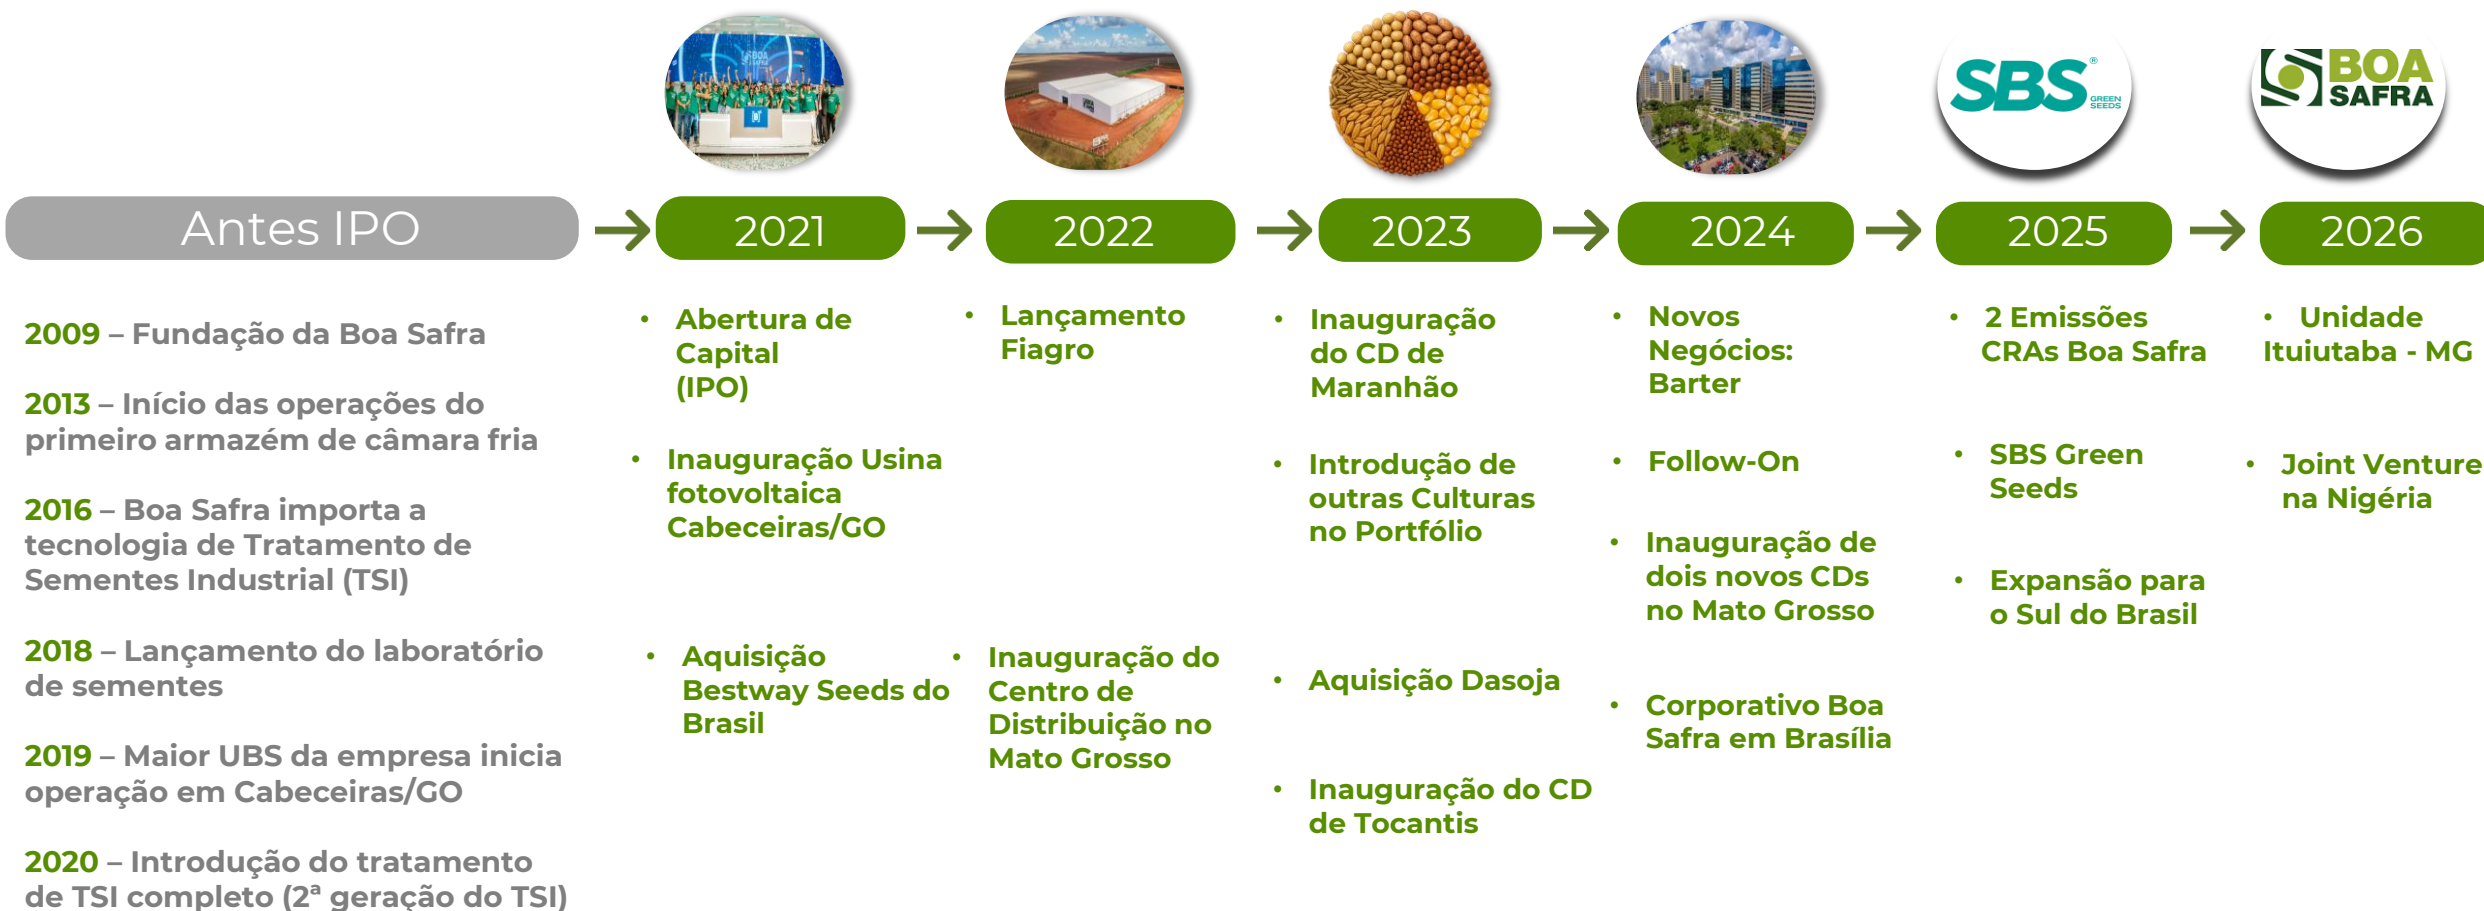 BOA
SAFRA
SBS®
GREEN
SEEDS
BOA
SAFRA
Antes IPO
2021
2022
2023
2024
2025
2026
2009 – Fundação da Boa Safra
2013 – Início das operações do
primeiro armazém de câmara fria
2016 – Boa Safra importa a
tecnologia de Tratamento de
Sementes Industrial (TSI)
2018 – Lançamento do laboratório
de sementes
2019 – Maior UBS da empresa inicia
operação em Cabeceiras/GO
2020 – Introdução do tratamento
de TSI completo (2ª geração do TSI)
• Abertura de
Capital
(IPO)
• Inauguração Usina
fotovoltaica
Cabeceiras/GO
• Aquisição
Bestway Seeds do
Brasil
• Lançamento
Fiagro
• Inauguração do
Centro de
Distribuição no
Mato Grosso
• Inauguração
do CD de
Maranhão
• Introdução de
outras Culturas
no Portfólio
• Aquisição Dasoja
• Inauguração do CD
de Tocantis
• Novos
Negócios:
Barter
• Follow-On
• Inauguração de
dois novos CDs
no Mato Grosso
• Corporativo Boa
Safra em Brasília
• 2 Emissões
CRAs Boa Safra
• SBS Green
Seeds
• Expansão para
o Sul do Brasil
• Unidade
Ituiutaba - MG
• Joint Venture
na Nigéria